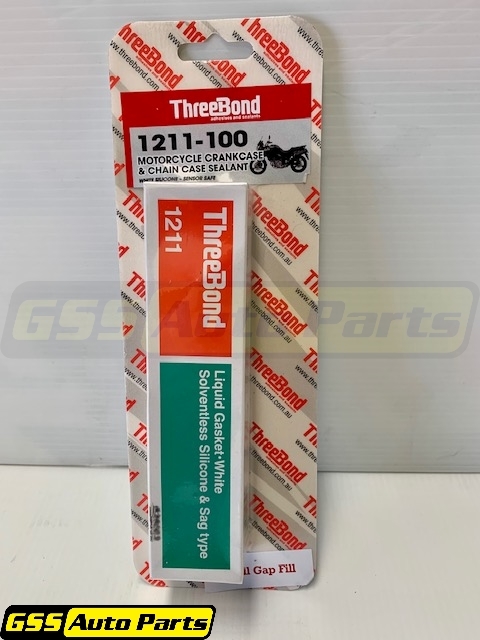 ThreeBond
adhesives and sealants
1211-100
MOTORCYCLE CRANKCASE
& CHAIN CASE SEALANT
WHITE SILICONE - SENSOR SAFE
ThreeBond
1211
Liquid Gasket·White
Solventless Silicone & Sag type
ThreeBond
www.threebond.com.au
GSS Auto Parts
Gap Fill
GSS Auto Parts